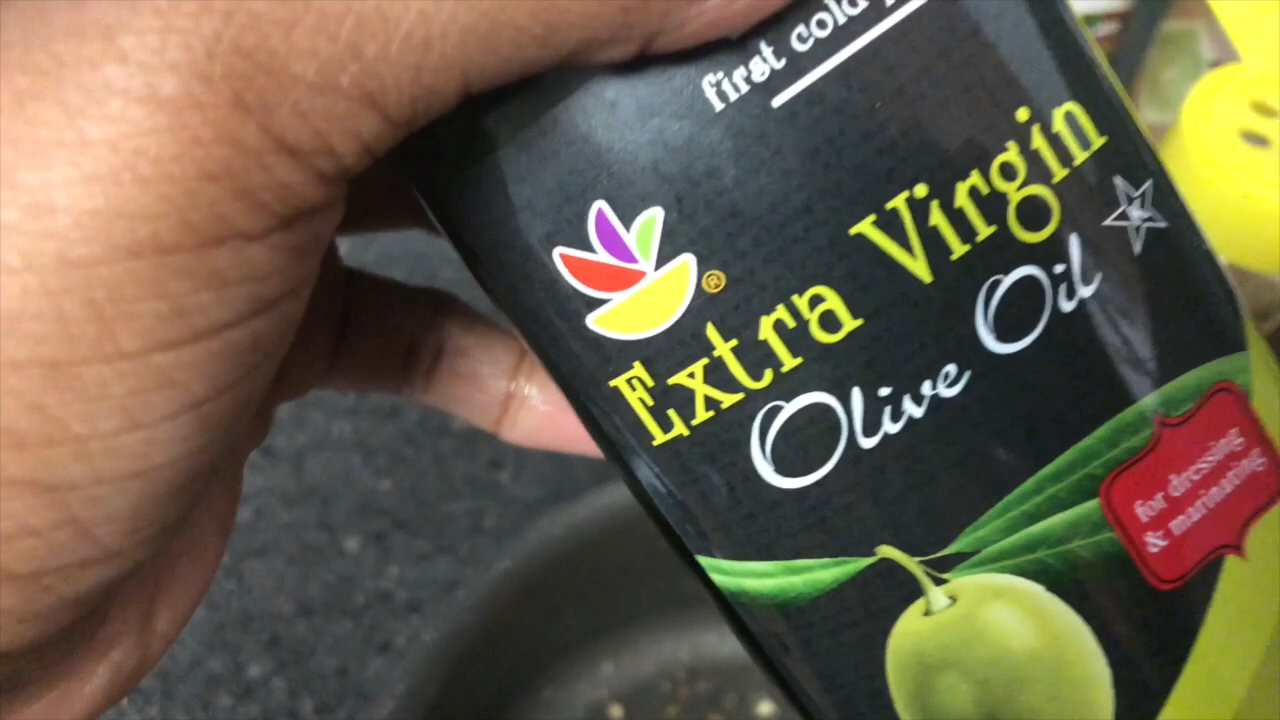 first cold
®
Extra Virgin
Olive Oil
K
for dressing
& marinating